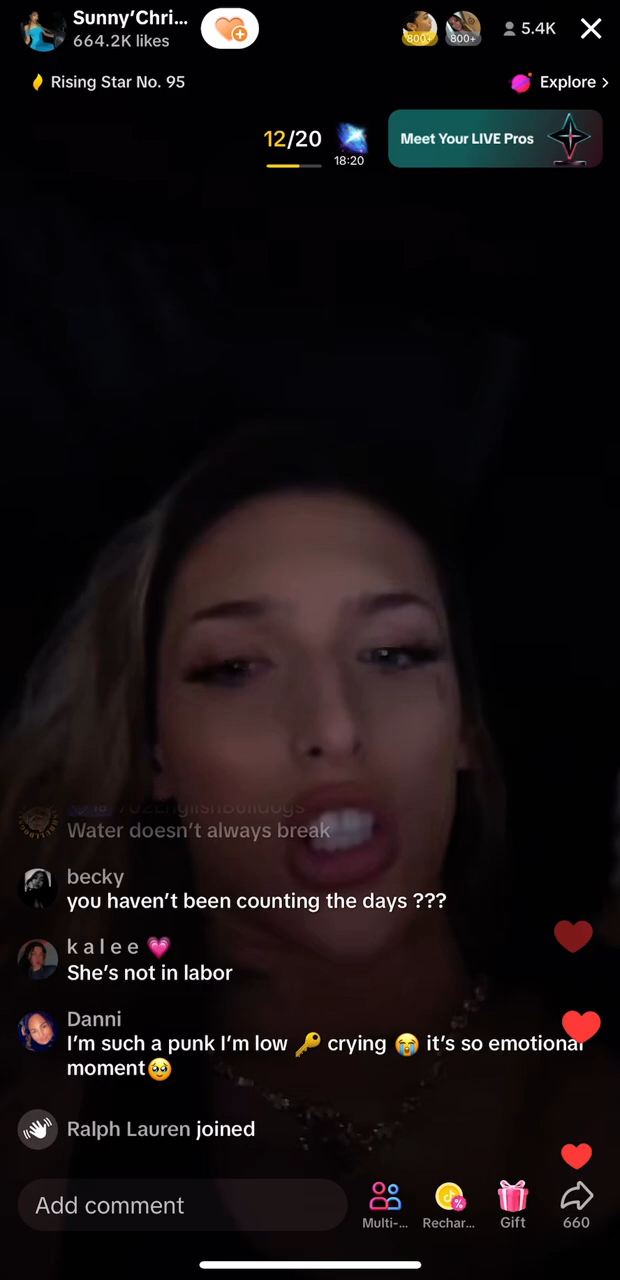 Sunny’Chri...
664.2K likes
800+
800+
5.4K
Rising Star No. 95
Explore >
12/20
18:20
Meet Your LIVE Pros
Water doesn’t always break
becky
you haven’t been counting the days ???
k a l e e 💗
She’s not in labor
Danni
I’m such a punk I’m low 🔑 crying 😭 it’s so emotional
moment🥹
Ralph Lauren joined
Add comment
Multi-...
Rechar...
Gift
660